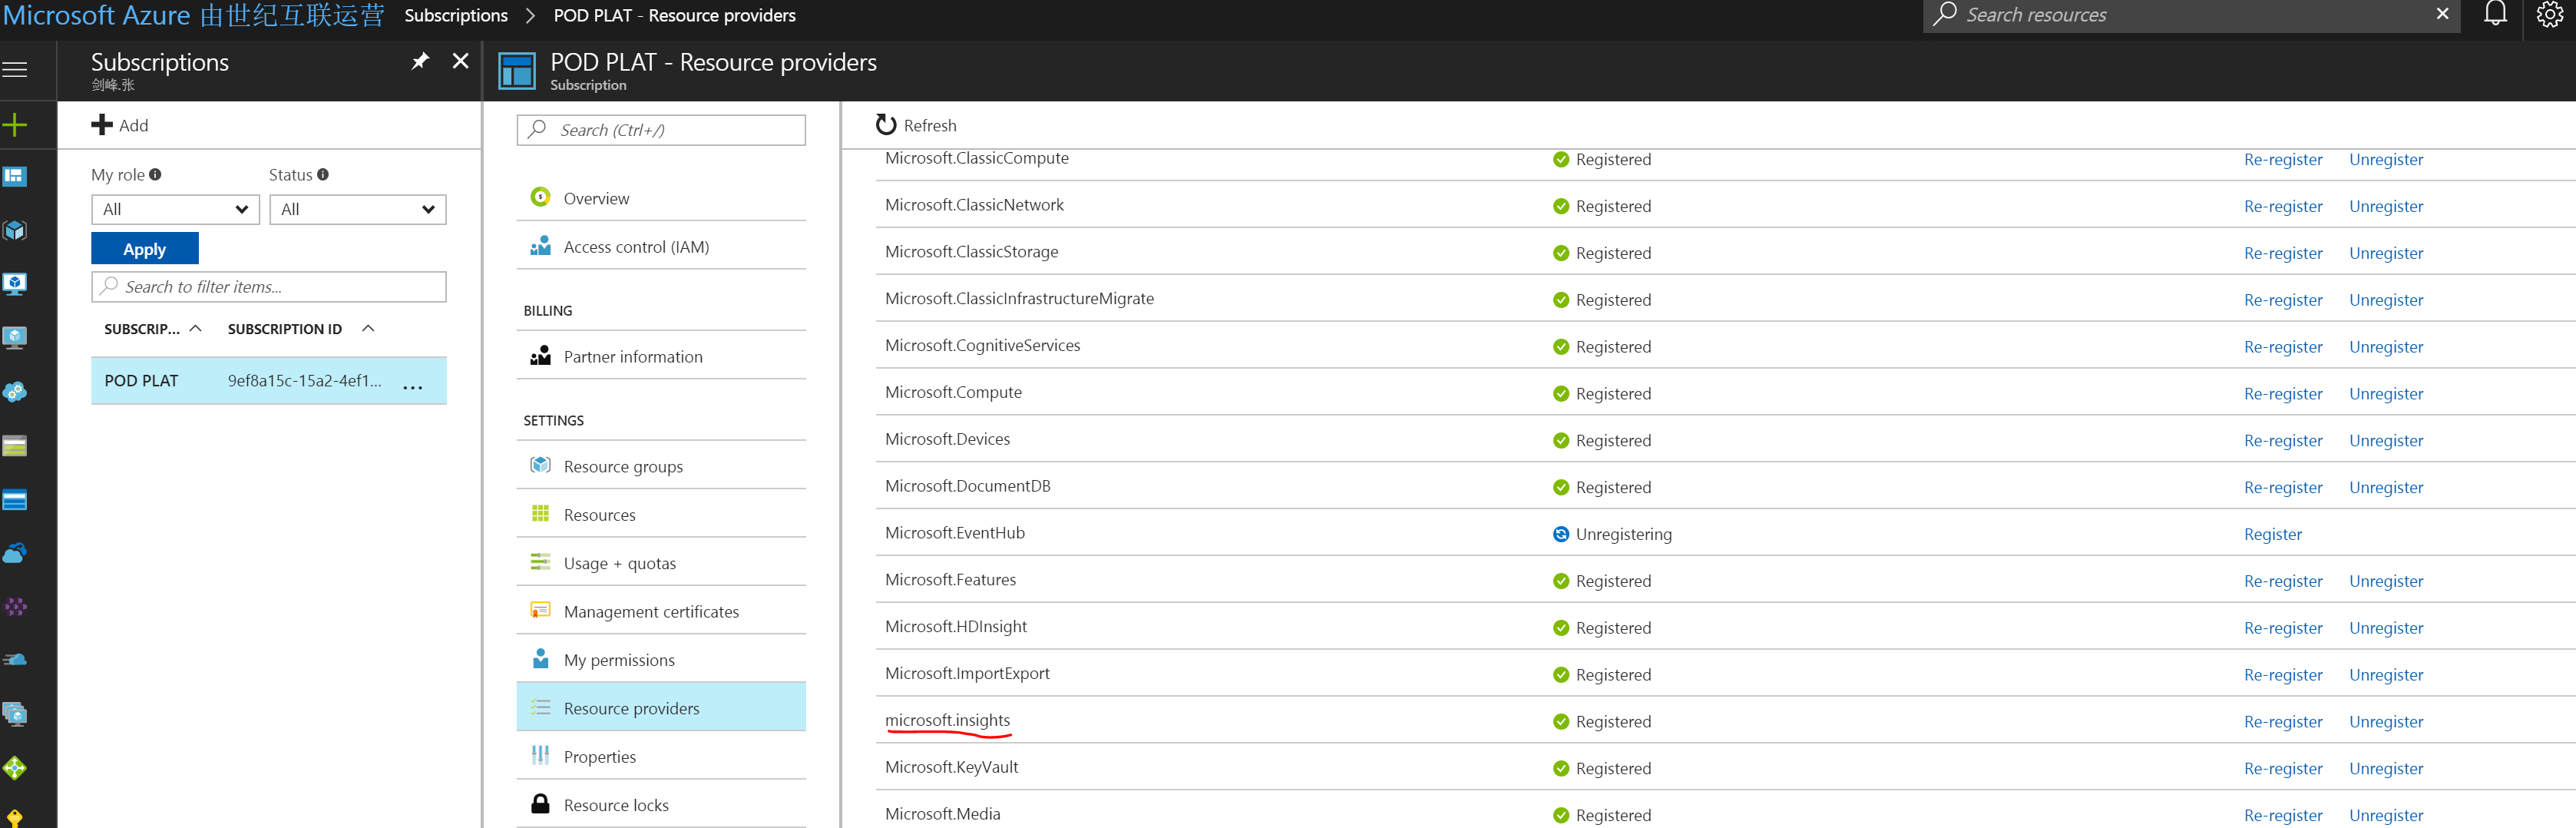 Microsoft Azure 由世纪互联运营 Subscriptions > POD PLAT - Resource providers Search resources
Subscriptions
剑峰.张
POD PLAT - Resource providers
Subscription
Add
My role Status
All All
Apply
Search to filter items...
SUBSCRIP... SUBSCRIPTION ID
POD PLAT 9ef8a15c-15a2-4ef1... ...
Search (Ctrl+/)
Overview
Access control (IAM)
BILLING
Partner information
SETTINGS
Resource groups
Resources
Usage + quotas
Management certificates
My permissions
Resource providers
Properties
Resource locks
Refresh
Microsoft.ClassicCompute Registered Re-register Unregister
Microsoft.ClassicNetwork Registered Re-register Unregister
Microsoft.ClassicStorage Registered Re-register Unregister
Microsoft.ClassicInfrastructureMigrate Registered Re-register Unregister
Microsoft.CognitiveServices Registered Re-register Unregister
Microsoft.Compute Registered Re-register Unregister
Microsoft.Devices Registered Re-register Unregister
Microsoft.DocumentDB Registered Re-register Unregister
Microsoft.EventHub Unregistering Register
Microsoft.Features Registered Re-register Unregister
Microsoft.HDInsight Registered Re-register Unregister
Microsoft.ImportExport Registered Re-register Unregister
microsoft.insights Registered Re-register Unregister
Microsoft.KeyVault Registered Re-register Unregister
Microsoft.Media Registered Re-register Unregister